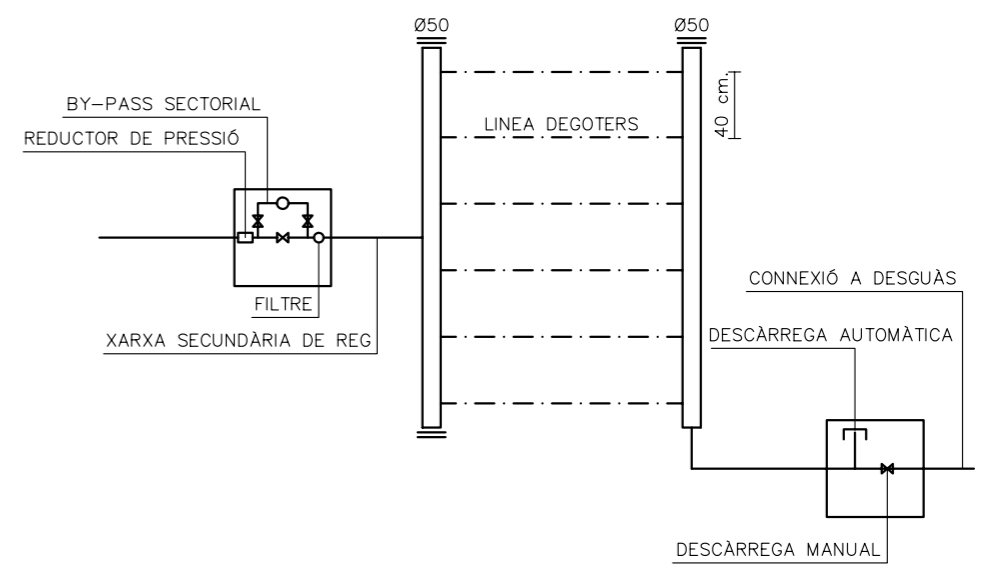 Ø50
Ø50
40 cm.
BY-PASS SECTORIAL
LINEA DEGOTERS
REDUCTOR DE PRESSIÓ
CONNEXIÓ A DESGUÀS
FILTRE
DESCÀRREGA AUTOMÀTICA
XARXA SECUNDÀRIA DE REG
DESCÀRREGA MANUAL